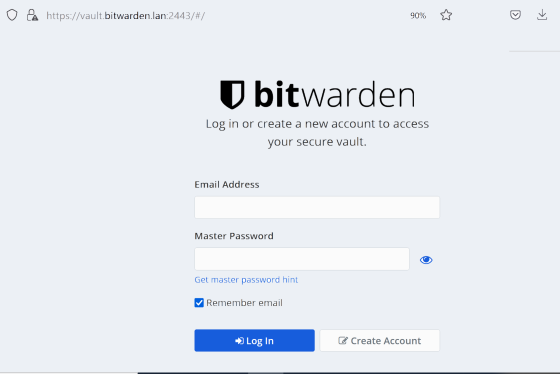 https://vault.bitwarden.lan:2443/#/ 90%
bitwarden
Log in or create a new account to access
your secure vault.
Email Address
Master Password
Get master password hint
Remember email
Log In Create Account